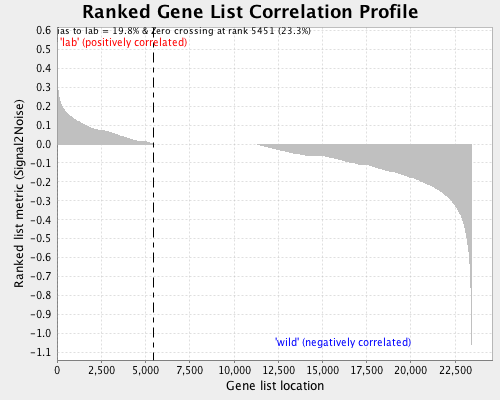 Ranked Gene List Correlation Profile
ias to lab = 19.8% & Zero crossing at rank 5451 (23.3%)
'lab' (positively correlated)
0.6
0.5
0.4
0.3
0.2
0.1
0.0
-0.1
-0.2
-0.3
-0.4
-0.5
-0.6
-0.7
-0.8
-0.9
-1.0
-1.1
Ranked list metric (Signal2Noise)
'wild' (negatively correlated)
0 2,500 5,000 7,500 10,000 12,500 15,000 17,500 20,000 22,500
Gene list location